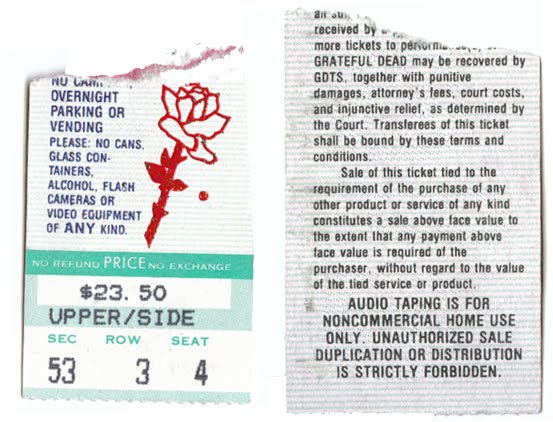 NO
OVERNIGHT
PARKING OR
VENDING
PLEASE: NO CANS,
GLASS CON-
TAINERS,
ALCOHOL, FLASH
CAMERAS OR
VIDEO EQUIPMENT
OF ANY KIND.
NO REFUND PRICE NO EXCHANGE
$23.50
UPPER/SIDE
SEC ROW SEAT
53 3 4
received by
more tickets to
GRATEFUL DEAD may be recovered by
GDTS, together with punitive
damages, attorney's fees, court costs,
and injunctive relief, as determined by
the Court. Transferees of this ticket
shall be bound by these terms and
conditions.
Sale of this ticket tied to the
requirement of the purchase of any
other product or service of any kind
constitutes a sale above face value to
the extent that any payment above
face value is required of the
purchaser, without regard to the value
of the tied service or product.
AUDIO TAPING IS FOR
NONCOMMERCIAL HOME USE
ONLY. UNAUTHORIZED SALE
DUPLICATION OR DISTRIBUTION
IS STRICTLY FORBIDDEN.